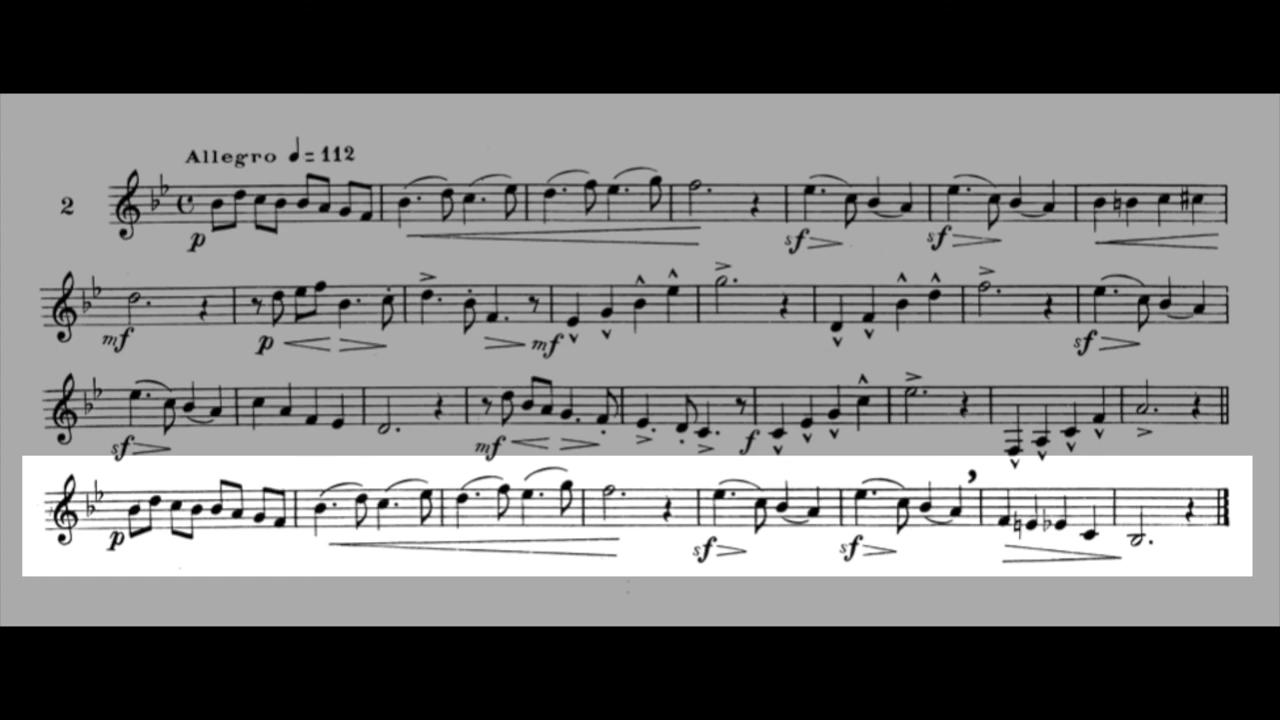 Allegro ♩= 112
2
p sf sf
mf p mf sf
sf mf f
p sf sf